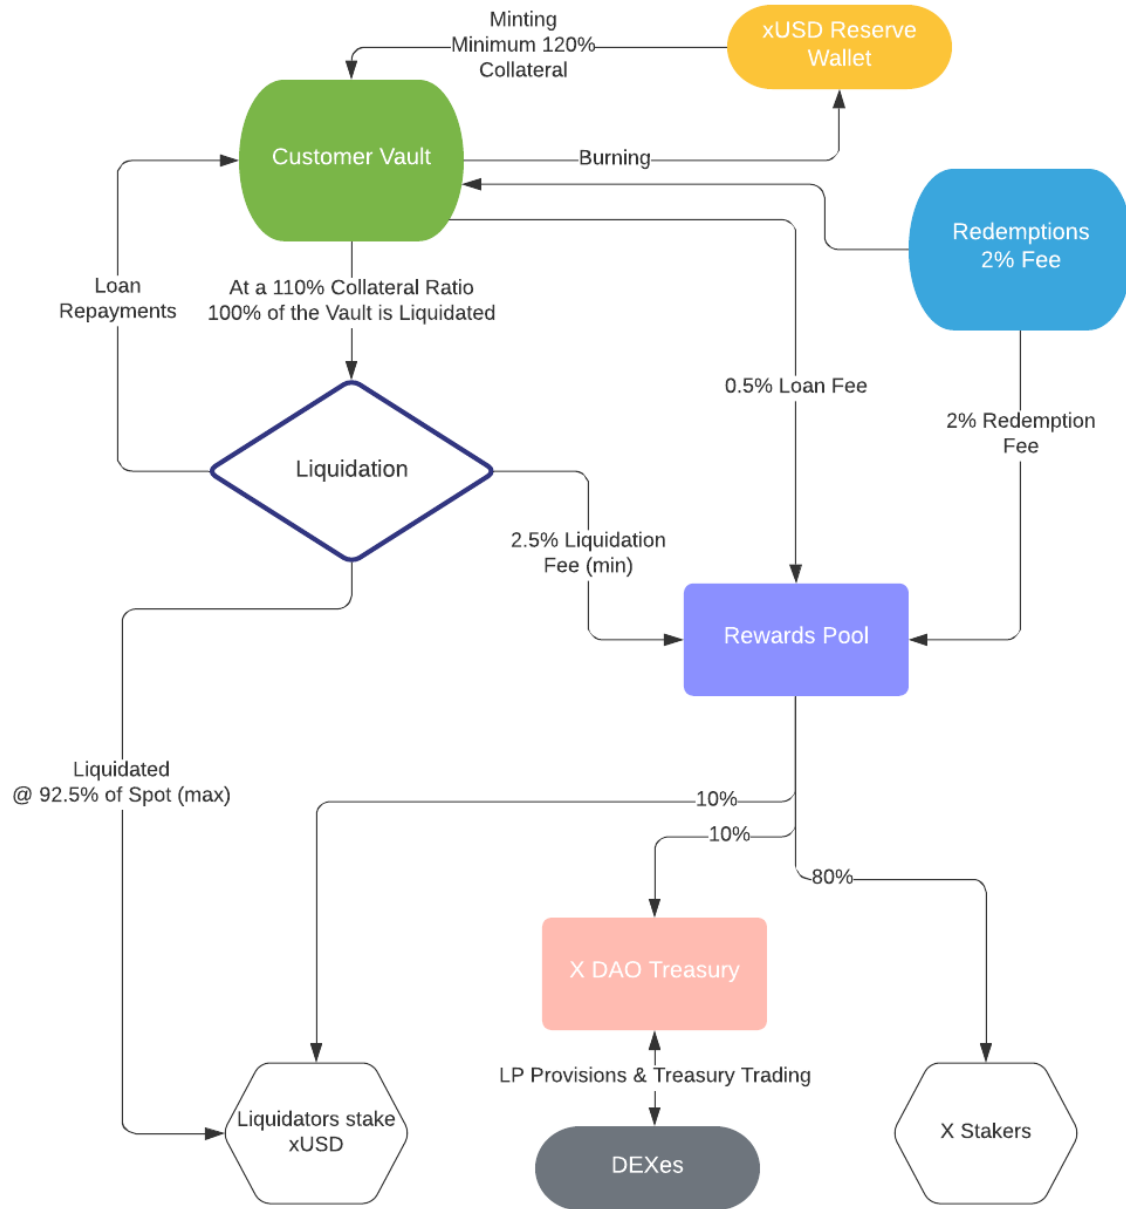 Minting
Minimum 120%
Collateral
xUSD Reserve
Wallet
Customer Vault
Burning
Redemptions
2% Fee
Loan
Repayments
At a 110% Collateral Ratio
100% of the Vault is Liquidated
0.5% Loan Fee
2% Redemption
Fee
Liquidation
2.5% Liquidation
Fee (min)
Rewards Pool
Liquidated
@ 92.5% of Spot (max)
10%
10%
80%
X DAO Treasury
LP Provisions & Treasury Trading
Liquidators stake
xUSD
DEXes
X Stakers